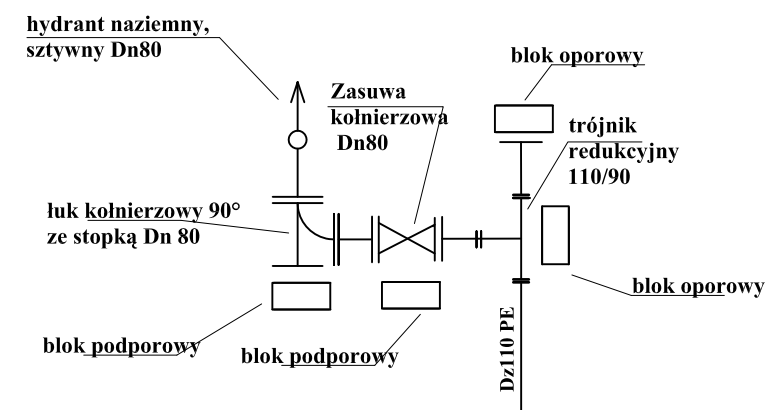 hydrant naziemny,
sztywny Dn80
blok oporowy
Zasuwa
kołnierzowa
Dn80
trójnik
redukcyjny
110/90
łuk kołnierzowy 90°
ze stopką Dn 80
blok oporowy
blok podporowy
blok podporowy
Dz110 PE